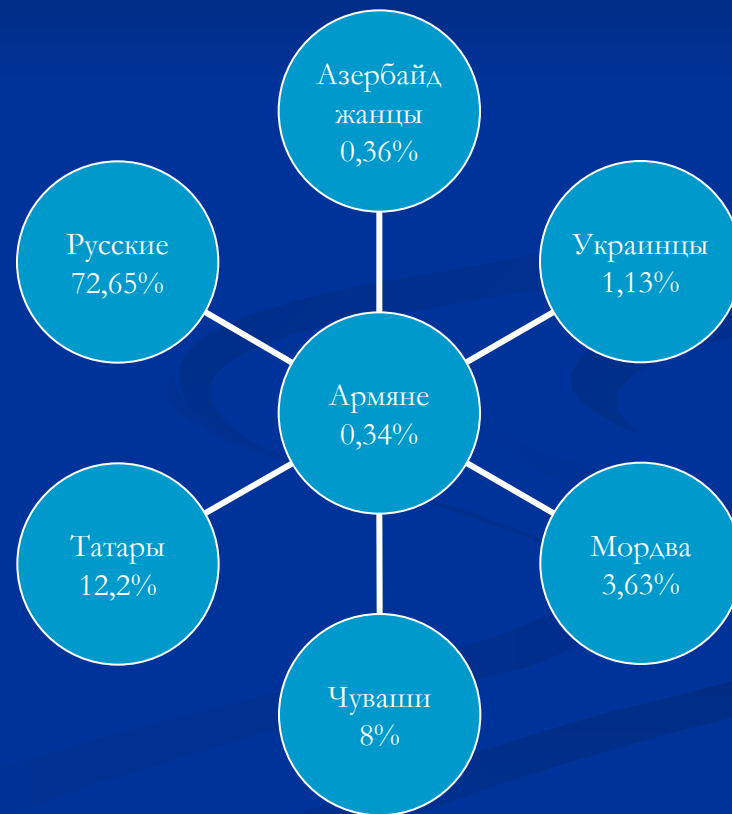 Азербайд
жанцы
0,36%
Русские
72,65%
Украинцы
1,13%
Армяне
0,34%
Татары
12,2%
Мордва
3,63%
Чуваши
8%